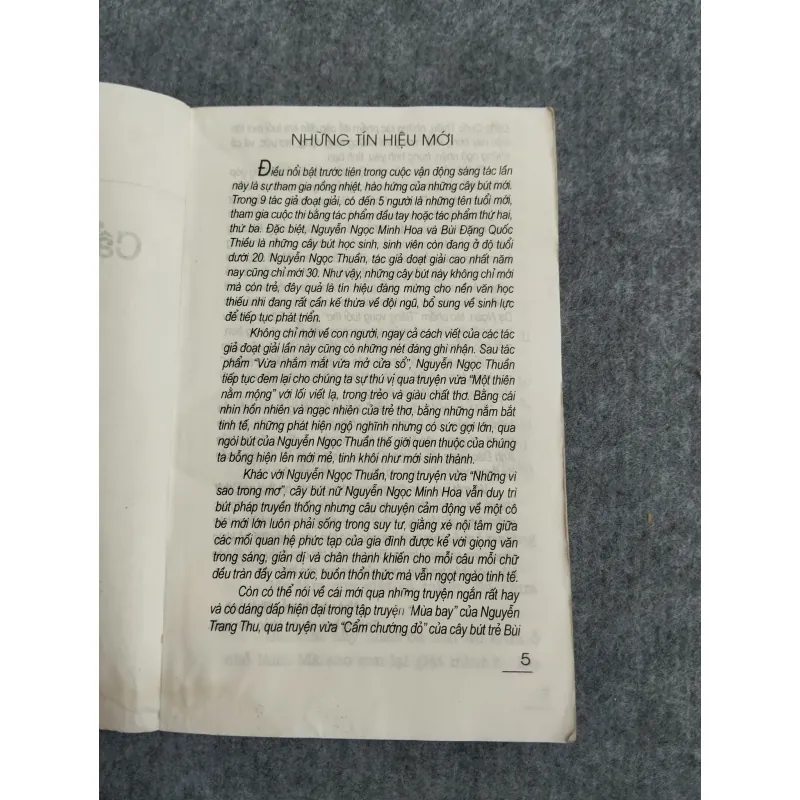 NHỮNG TÍN HIỆU MỚI
Điều nổi bật trước tiên trong cuộc vận động sáng tác lần
này là sự tham gia nồng nhiệt, hào hứng của những cây bút mới.
Trong 9 tác giả đoạt giải, có đến 5 người là những tên tuổi mới,
tham gia cuộc thi bằng tác phẩm đầu tay hoặc tác phẩm thứ hai,
thứ ba. Đặc biệt, Nguyễn Ngọc Minh Hoa và Bùi Đặng Quốc
Thiều là những cây bút học sinh, sinh viên còn đang ở độ tuổi
dưới 20. Nguyễn Ngọc Thuần, tác giả đoạt giải cao nhất năm
nay cũng chỉ mới 30. Như vậy, những cây bút này không chỉ mới
mà còn trẻ, đây quả là tín hiệu đáng mừng cho nền văn học
thiếu nhi đang rất cần kế thừa về đội ngũ, bổ sung về sinh lực
để tiếp tục phát triển.
Không chỉ mới về con người, ngay cả cách viết của các tác
giả đoạt giải lần này cũng có những nét đáng ghi nhận. Sau tác
phẩm “Vừa nhắm mắt vừa mở cửa sổ”, Nguyễn Ngọc Thuần
tiếp tục đem lại cho chúng ta sự thú vị qua truyện vừa “Một thiên
nằm mộng” với lối viết lạ, trong trẻo và giàu chất thơ. Bằng cái
nhìn hồn nhiên và ngạc nhiên của trẻ thơ, bằng những nắm bắt
tinh tế, những phát hiện ngộ nghĩnh nhưng có sức gợi lớn, qua
ngòi bút của Nguyễn Ngọc Thuần thế giới quen thuộc của chúng
ta bỗng hiện lên mới mẻ, tinh khôi như mới sinh thành.
Khác với Nguyễn Ngọc Thuần, trong truyện vừa “Những vì
sao trong mơ”, cây bút nữ Nguyễn Ngọc Minh Hoa vẫn duy trì
bút pháp truyền thống nhưng câu chuyện cảm động về một cô
bé mới lớn luôn phải sống trong suy tư, giằng xé nội tâm giữa
các mối quan hệ phức tạp của gia đình được kể với giọng văn
trong sáng, giản dị và chân thành khiến cho mỗi câu mỗi chữ
đều tràn đầy cảm xúc, buồn thổn thức mà vẫn ngọt ngào tinh tế.
Còn có thể nói về cái mới qua những truyện ngắn rất hay
và có dáng dấp hiện đại trong tập truyện “Mùa bay” của Nguyễn
Trang Thu, qua truyện vừa “Cẩm chướng đỏ” của cây bút trẻ Bùi
5